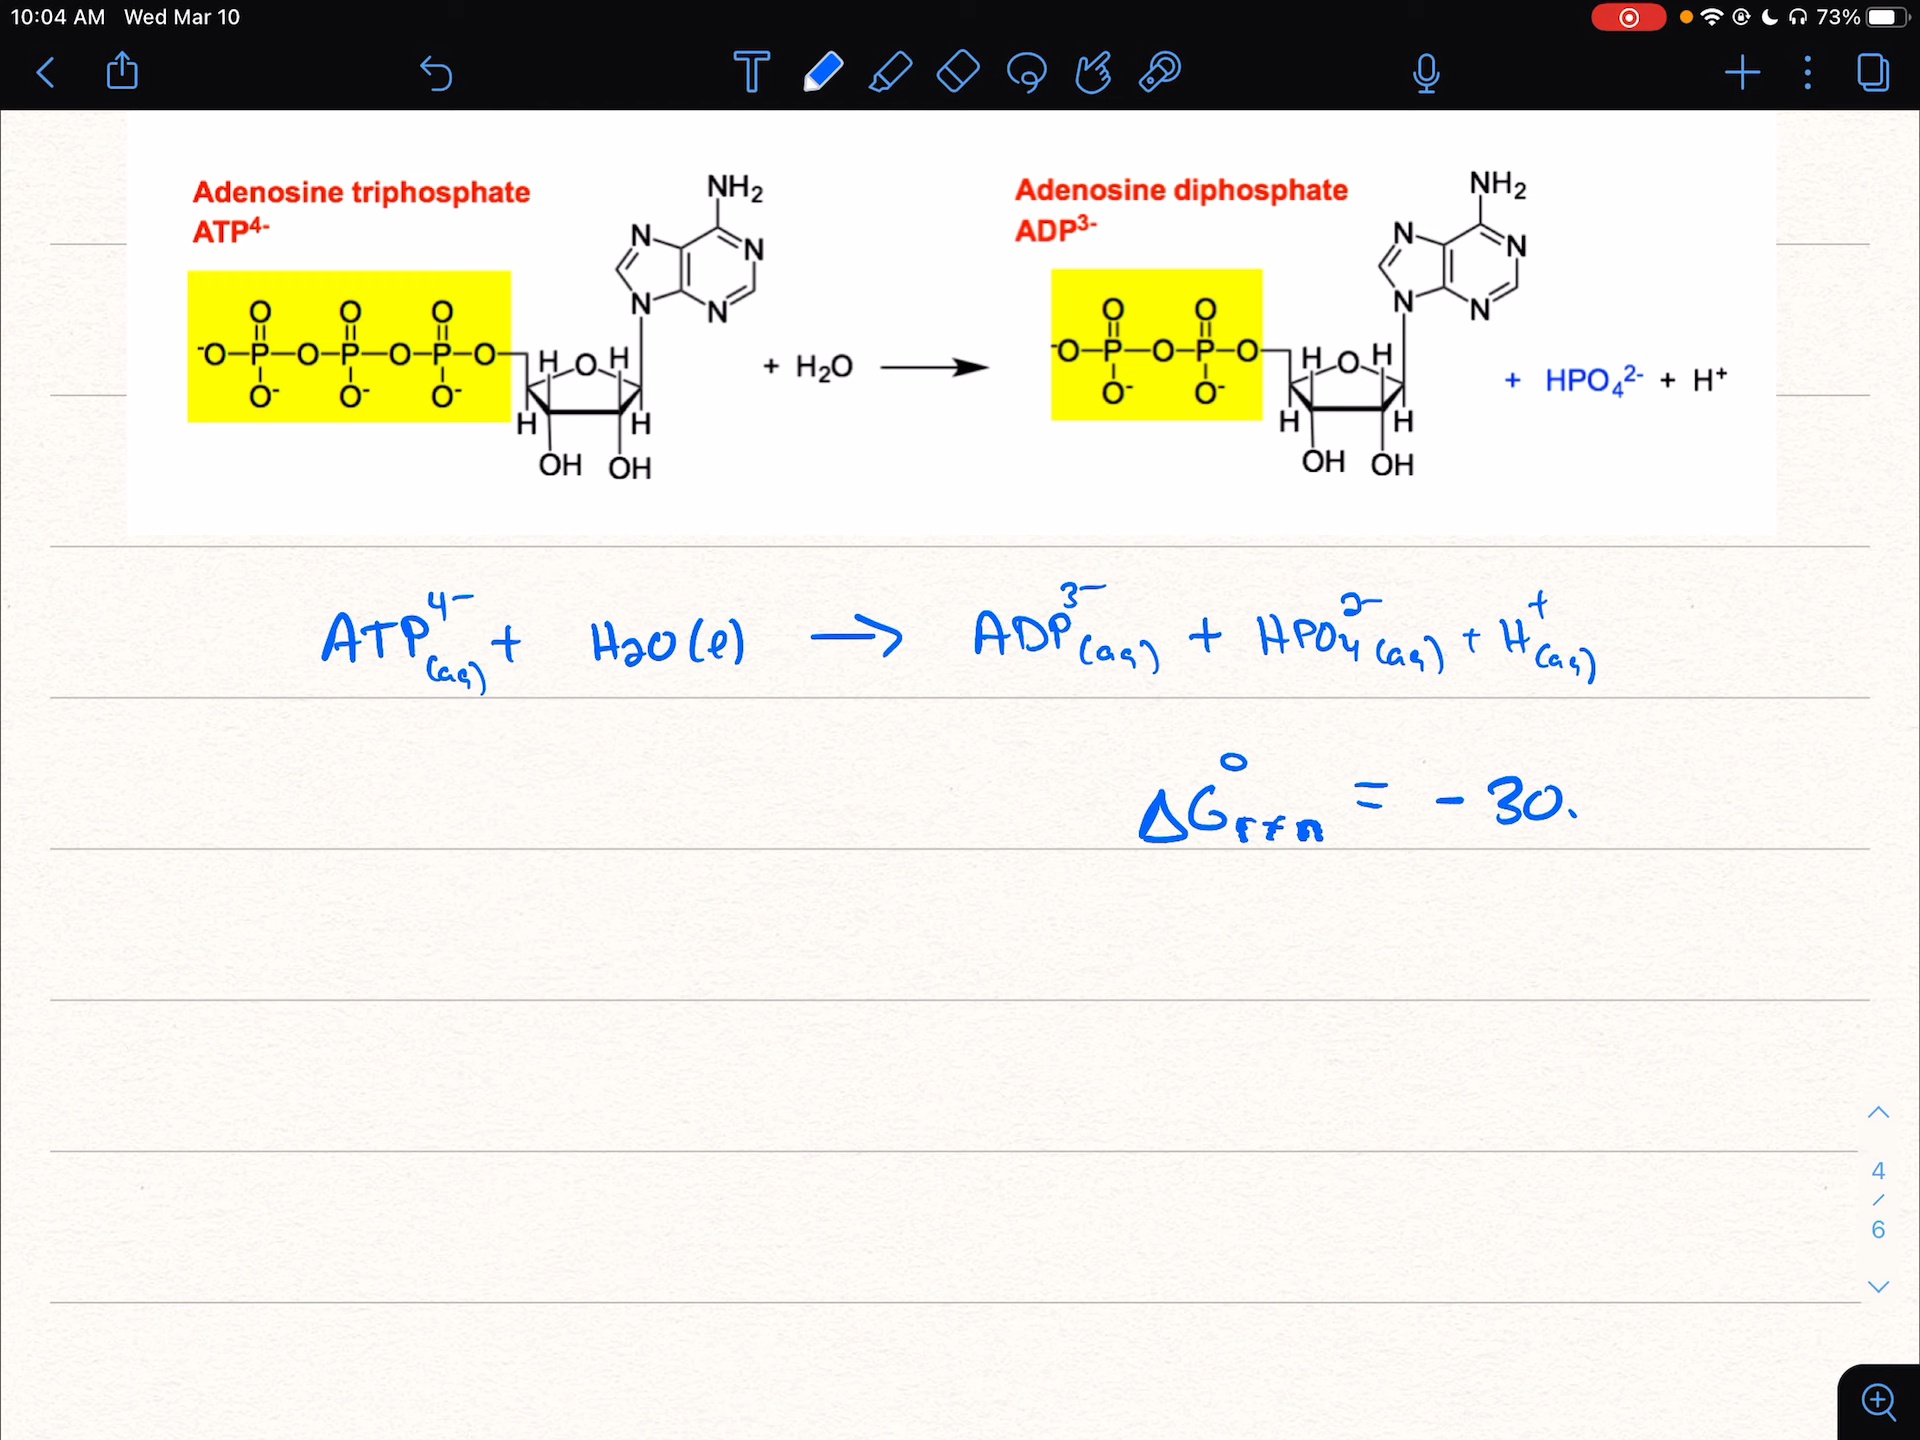 10:04 AM Wed Mar 10 73%
T
Adenosine triphosphate
ATP⁴⁻
Adenosine diphosphate
ADP³⁻
NH₂
N
N
N
N
O O O
⁻O–P–O–P–O–P–O
O⁻ O⁻ O⁻
H O H
H H
OH OH
+ H₂O ⟶
NH₂
N
N
N
N
O O
⁻O–P–O–P–O
O⁻ O⁻
H O H
H H
OH OH
+ HPO₄²⁻ + H⁺
ATP⁴⁻(aq) + H₂O(l) → ADP³⁻(aq) + HPO₄²⁻(aq) + H⁺(aq)
ΔG°rxn = - 30.
4
/
6